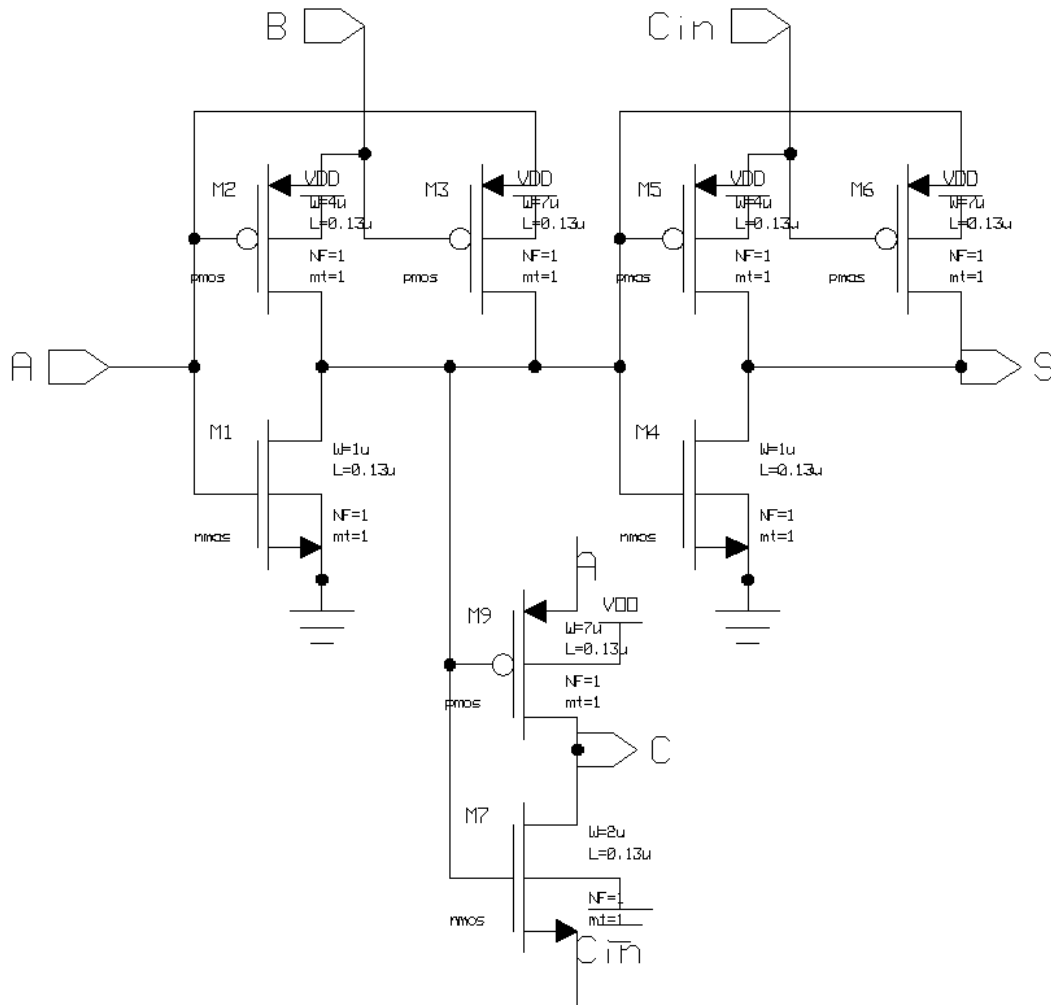 B
Cin
M2
VDD
W=4u
L=0.13u
NF=1
mt=1
pmos
M3
VDD
W=7u
L=0.13u
NF=1
mt=1
pmos
M5
VDD
W=4u
L=0.13u
NF=1
mt=1
pmos
M6
VDD
W=7u
L=0.13u
NF=1
mt=1
pmos
A
S
M1
W=1u
L=0.13u
NF=1
mt=1
nmos
M4
W=1u
L=0.13u
NF=1
mt=1
nmos
A
M9
VDD
W=7u
L=0.13u
NF=1
mt=1
pmos
C
M7
W=2u
L=0.13u
NF=1
mt=1
nmos
Cin